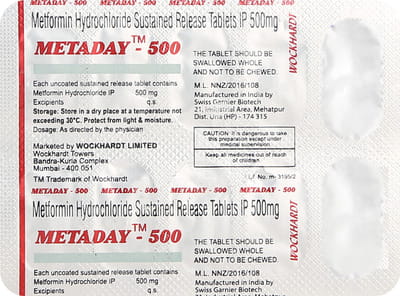 METADAY - 500 METADAY - 500 METADAY - 500 METADAY - 500
Metformin Hydrochloride Sustained Release Tablets IP 500mg
METADAY™ - 500
Each uncoated sustained release tablet contains
Metformin Hydrochloride IP 500 mg
Excipients q.s.
Storage: Store in a dry place at a temperature not
exceeding 30°C. Protect from light & moisture.
Dosage: As directed by the physician
Marketed by WOCKHARDT LIMITED
Wockhardt Towers
Bandra-Kurla Complex
Mumbai - 400 051
TM Trademark of Wockhardt
THE TABLET SHOULD BE
SWALLOWED WHOLE
AND NOT TO BE CHEWED.
M.L. NNZ/2016/108
Manufactured in India by
Swiss Garnier Biotech
21, Industrial Area, Mehatpur
Dist. Una (HP) - 174 315
CAUTION: It is dangerous to take
this preparation except under
medical supervision.
Keep all medicines out of reach
of children.
No. m-3195/2
WOCKHARDT
METADAY - 500 METADAY - 500 METADAY - 500 METADAY - 500
Metformin Hydrochloride Sustained Release Tablets IP 500mg
METADAY™ - 500
Each uncoated sustained release tablet contains
Metformin Hydrochloride IP 500 mg
Excipients q.s.
THE TABLET SHOULD BE
SWALLOWED WHOLE
AND NOT TO BE CHEWED.
M.L. NNZ/2016/108
Manufactured in India by
Swiss Garnier Biotech
21, Industrial Area, Mehatpur
WOCKHARDT